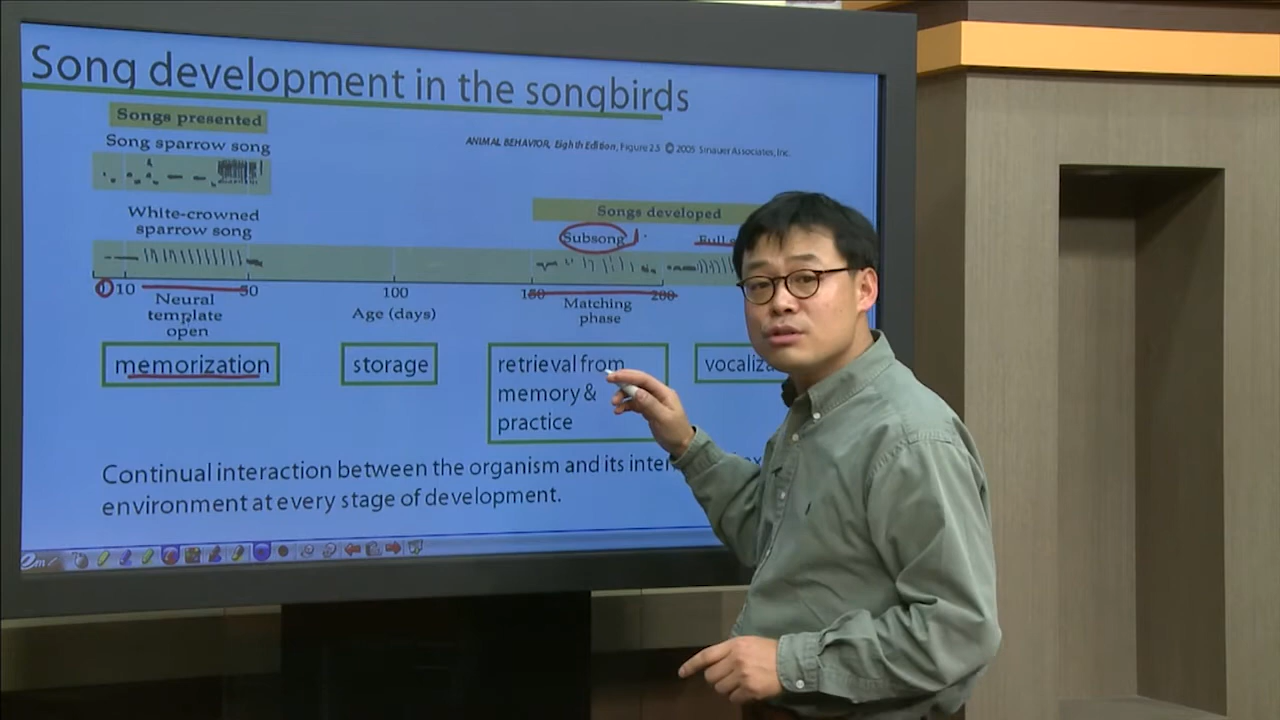 Song development in the songbirds
Songs presented
Song sparrow song
ANIMAL BEHAVIOR, Eighth Edition, Figure 2.5 © 2005 Sinauer Associates, Inc.
White-crowned
sparrow song
Songs developed
Subsong
Full
10 50 100 150 200
Neural
template
open
Age (days)
Matching
phase
memorization
storage
retrieval from
memory &
practice
Continual interaction between the organism and its
environment at every stage of development.